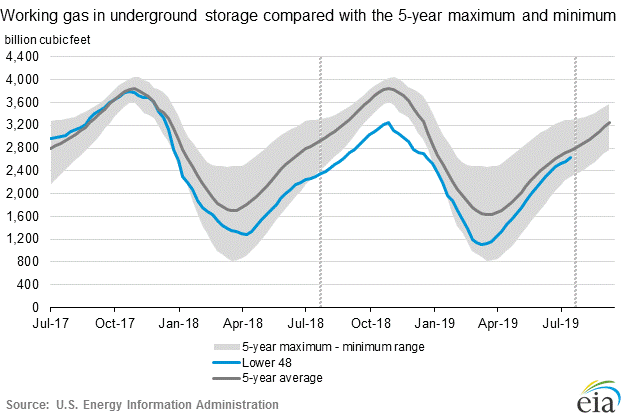 Working gas in underground storage compared with the 5-year maximum and minimum
billion cubic feet
4,400
4,000
3,600
3,200
2,800
2,400
2,000
1,600
1,200
800
400
0
Jul-17 Oct-17 Jan-18 Apr-18 Jul-18 Oct-18 Jan-19 Apr-19 Jul-19
5-year maximum - minimum range
Lower 48
5-year average
Source: U.S. Energy Information Administration
eia